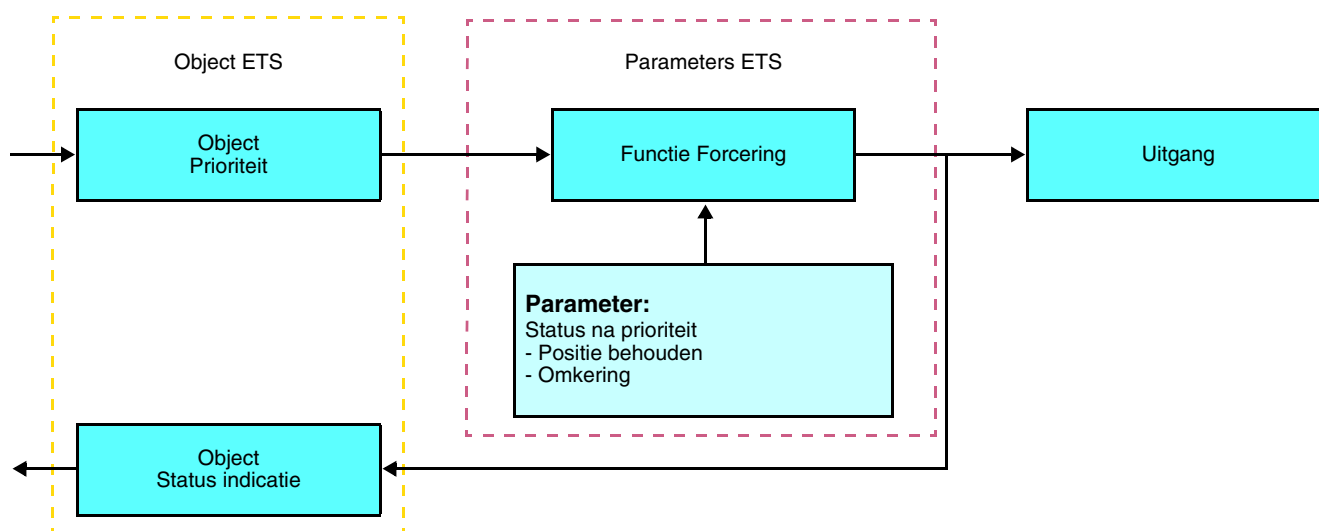 Object ETS
Parameters ETS
Object
Prioriteit
Functie Forcering
Uitgang
Parameter:
Status na prioriteit
- Positie behouden
- Omkering
Object
Status indicatie